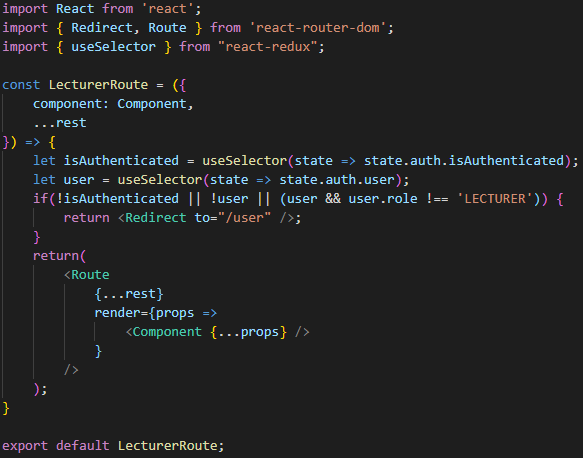 import React from 'react';
import { Redirect, Route } from 'react-router-dom';
import { useSelector } from "react-redux";

const LecturerRoute = ({
    component: Component,
    ...rest
}) => {
    let isAuthenticated = useSelector(state => state.auth.isAuthenticated);
    let user = useSelector(state => state.auth.user);
    if(!isAuthenticated || !user || (user && user.role !== 'LECTURER')) {
        return <Redirect to="/user" />;
    }
    return(
        <Route
            {...rest}
            render={props =>
                <Component {...props} />
            }
        />
    );
}

export default LecturerRoute;